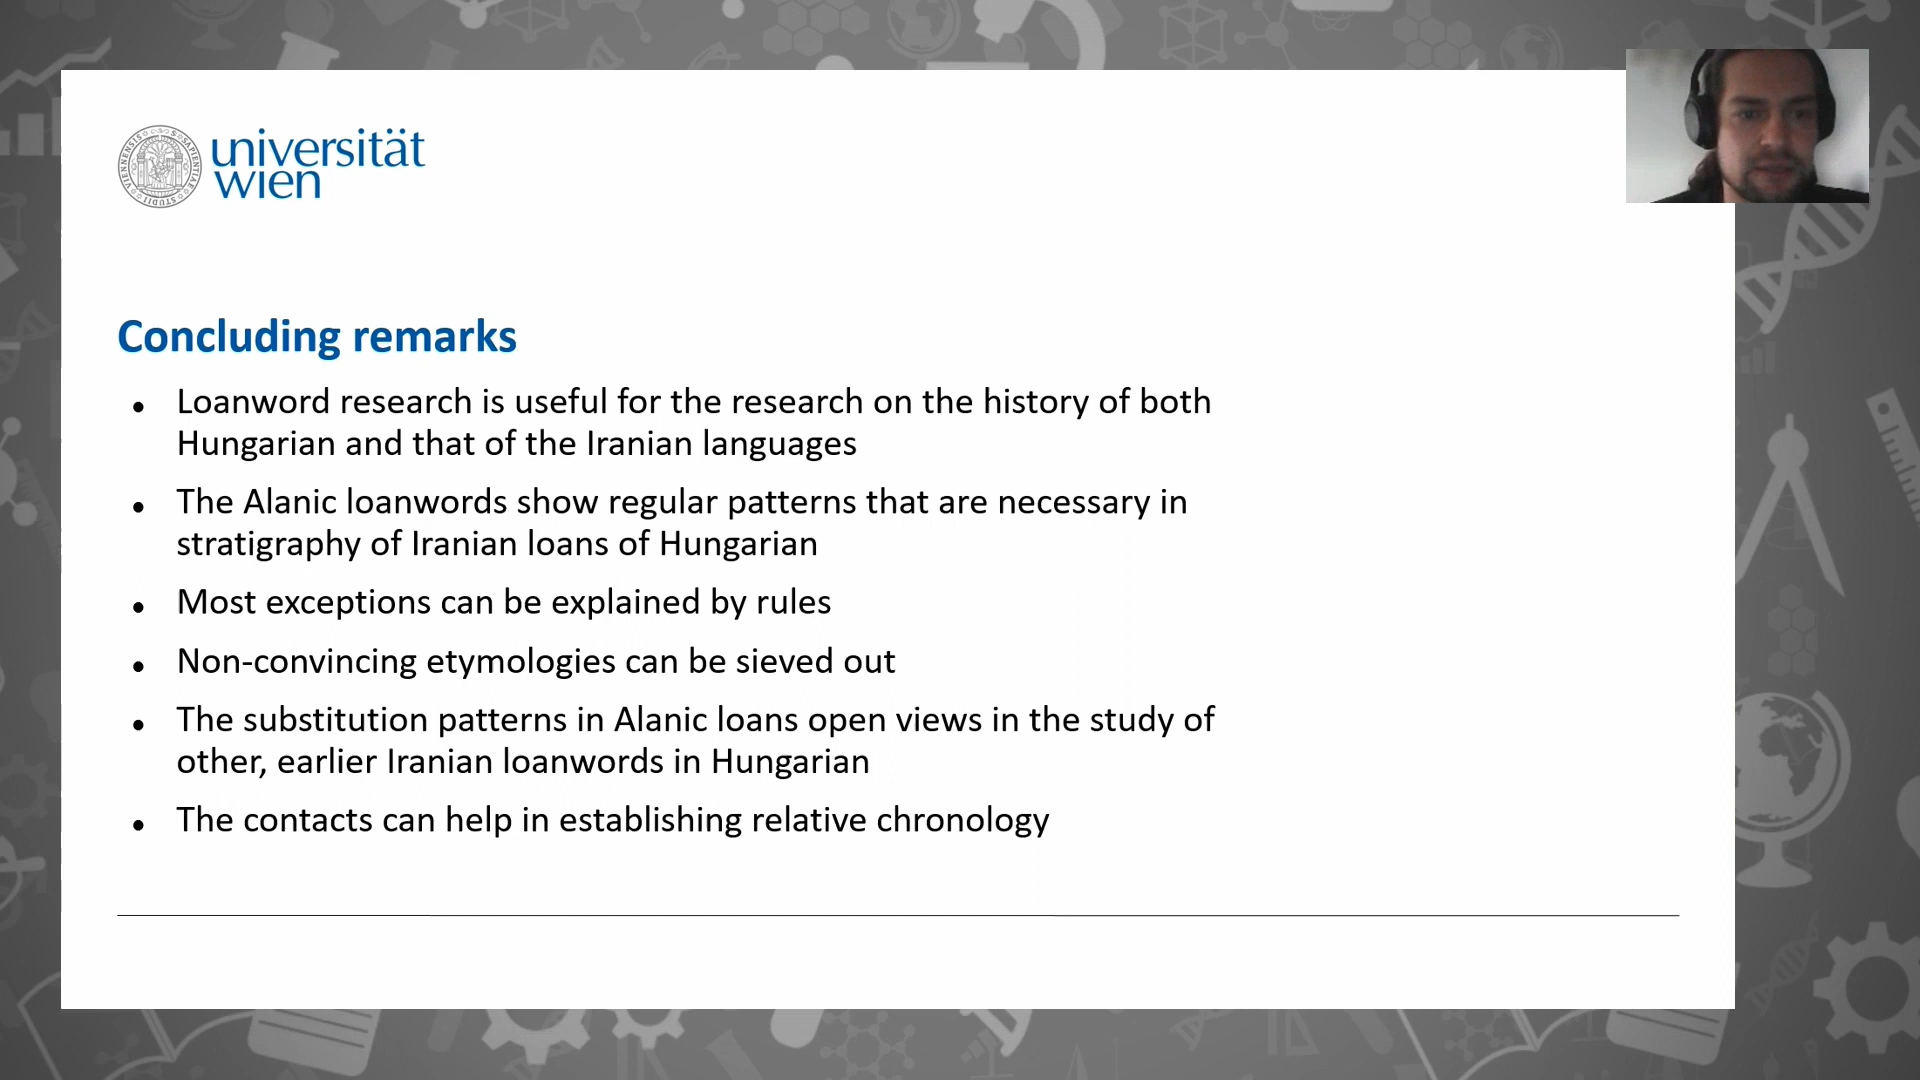 universität
wien
Concluding remarks
● Loanword research is useful for the research on the history of both
Hungarian and that of the Iranian languages
● The Alanic loanwords show regular patterns that are necessary in
stratigraphy of Iranian loans of Hungarian
● Most exceptions can be explained by rules
● Non-convincing etymologies can be sieved out
● The substitution patterns in Alanic loans open views in the study of
other, earlier Iranian loanwords in Hungarian
● The contacts can help in establishing relative chronology